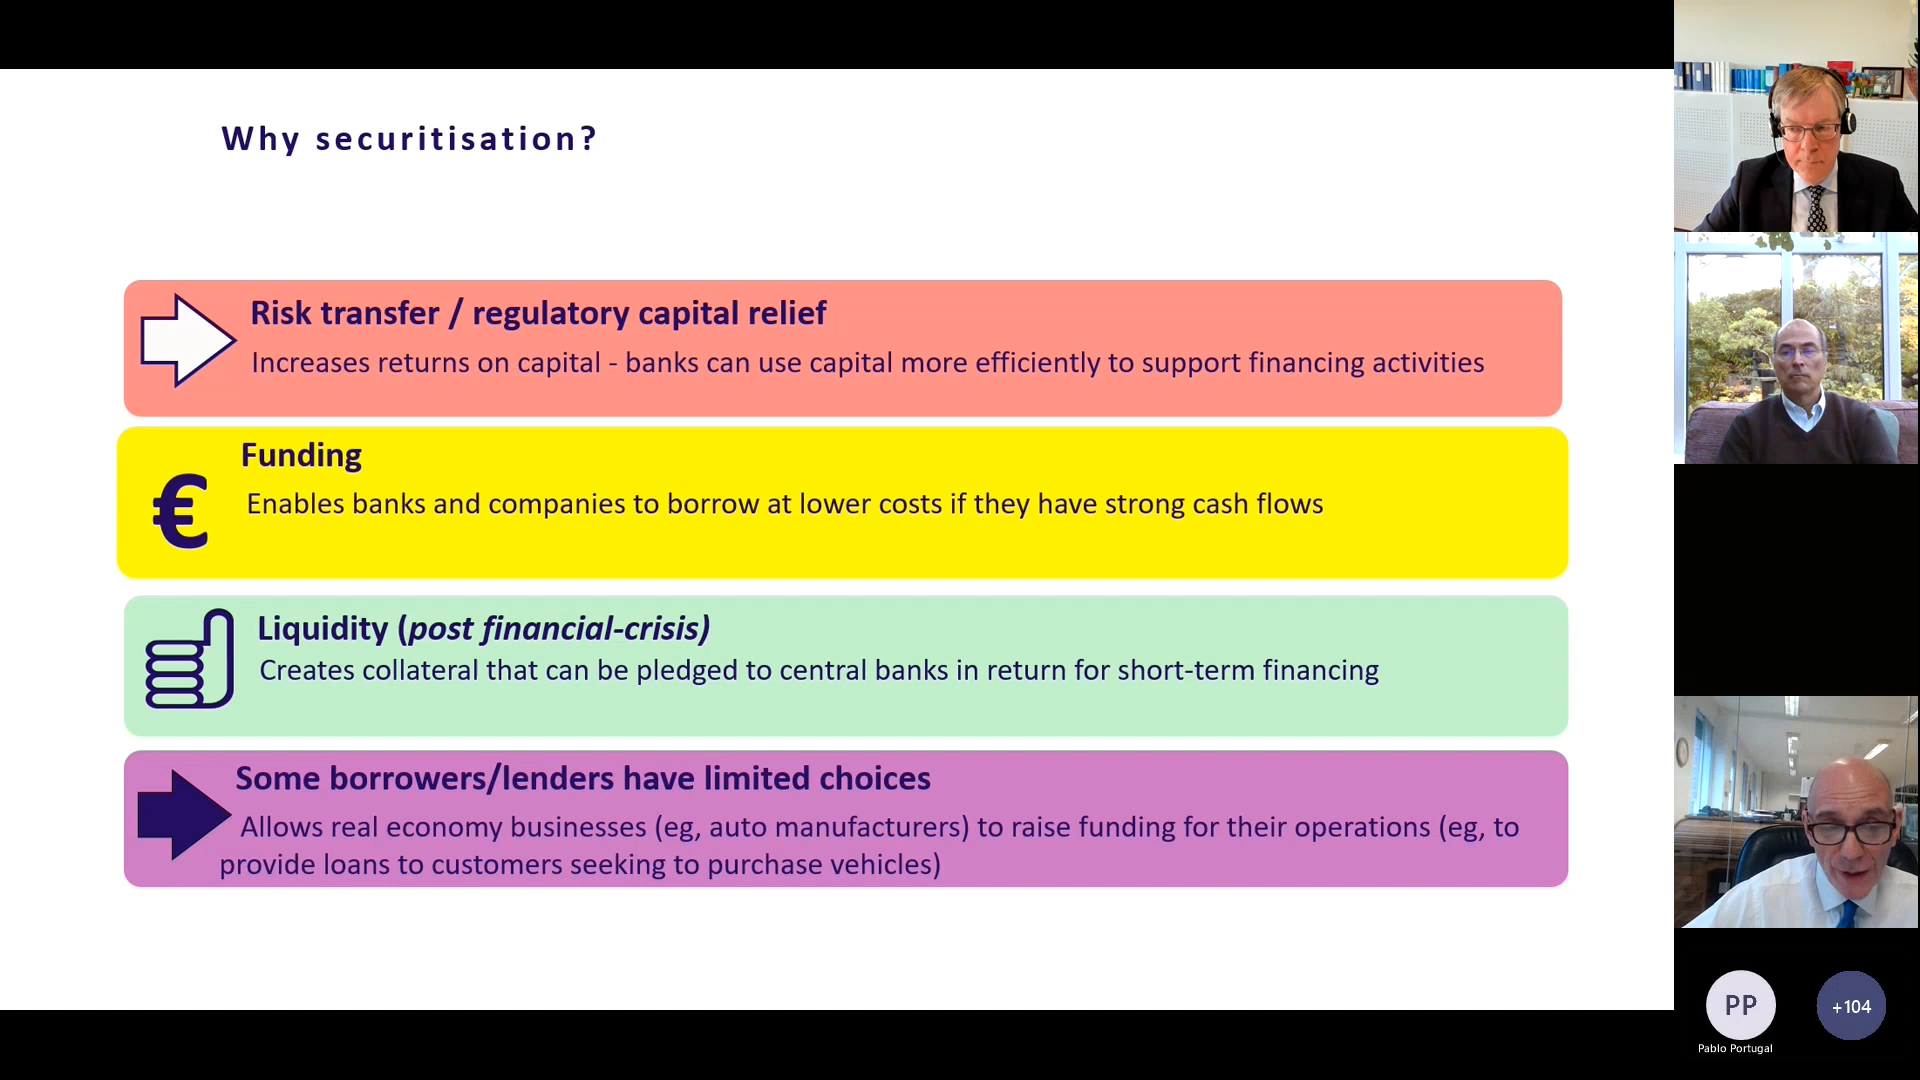 Why securitisation?
Risk transfer / regulatory capital relief
Increases returns on capital - banks can use capital more efficiently to support financing activities
€
Funding
Enables banks and companies to borrow at lower costs if they have strong cash flows
Liquidity (post financial-crisis)
Creates collateral that can be pledged to central banks in return for short-term financing
Some borrowers/lenders have limited choices
Allows real economy businesses (eg, auto manufacturers) to raise funding for their operations (eg, to
provide loans to customers seeking to purchase vehicles)
PP
+104
Pablo Portugal